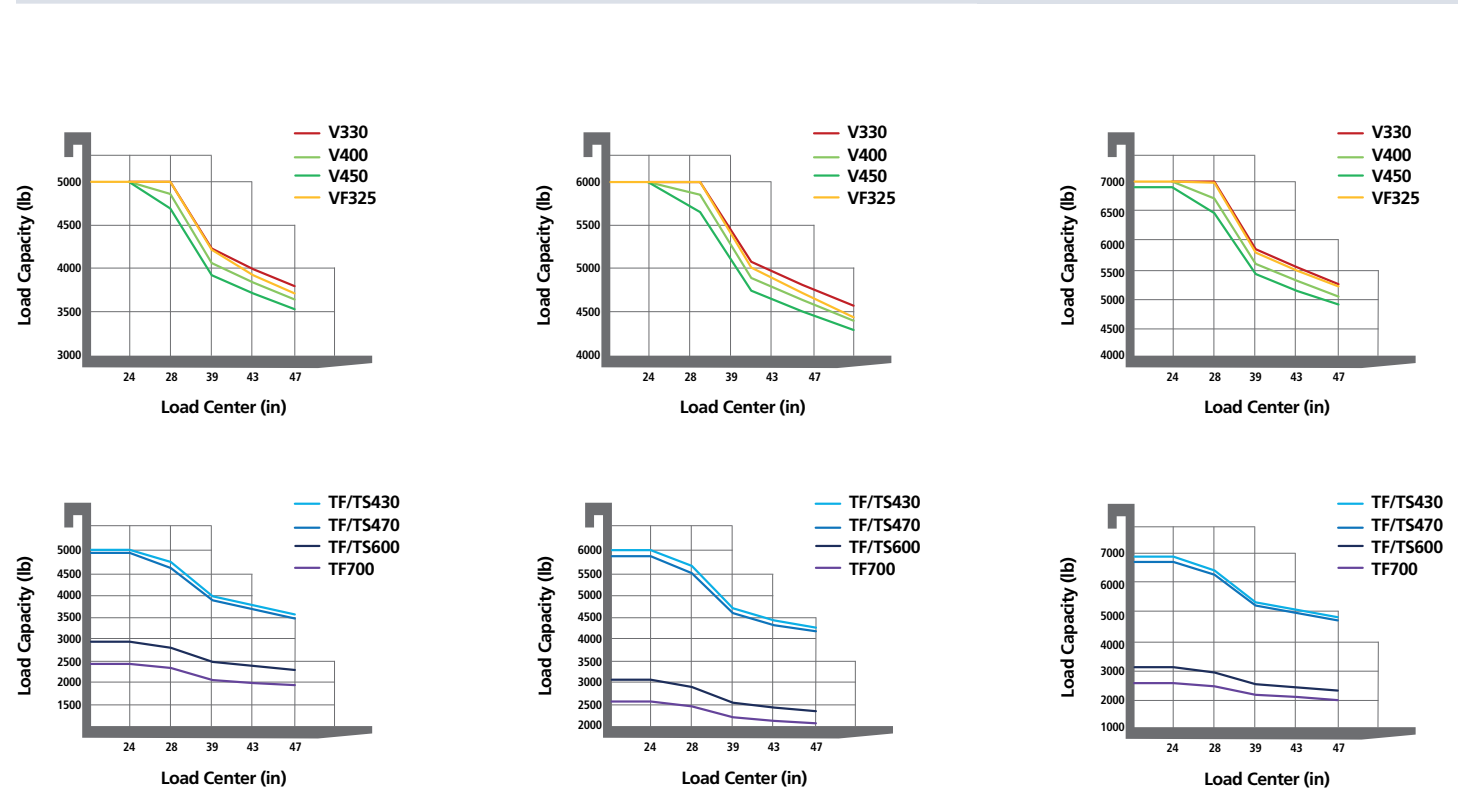 V330
V400
V450
VF325
Load Capacity (lb)
5000
4500
4000
3500
3000
24 28 39 43 47
Load Center (in)
V330
V400
V450
VF325
Load Capacity (lb)
6000
5500
5000
4500
4000
24 28 39 43 47
Load Center (in)
V330
V400
V450
VF325
Load Capacity (lb)
7000
6500
6000
5500
5000
4500
4000
24 28 39 43 47
Load Center (in)
TF/TS430
TF/TS470
TF/TS600
TF700
Load Capacity (lb)
5000
4500
4000
3500
3000
2500
2000
1500
24 28 39 43 47
Load Center (in)
TF/TS430
TF/TS470
TF/TS600
TF700
Load Capacity (lb)
6000
5500
5000
4500
4000
3500
3000
2500
2000
24 28 39 43 47
Load Center (in)
TF/TS430
TF/TS470
TF/TS600
TF700
Load Capacity (lb)
7000
6000
5000
4000
3000
2000
1000
24 28 39 43 47
Load Center (in)